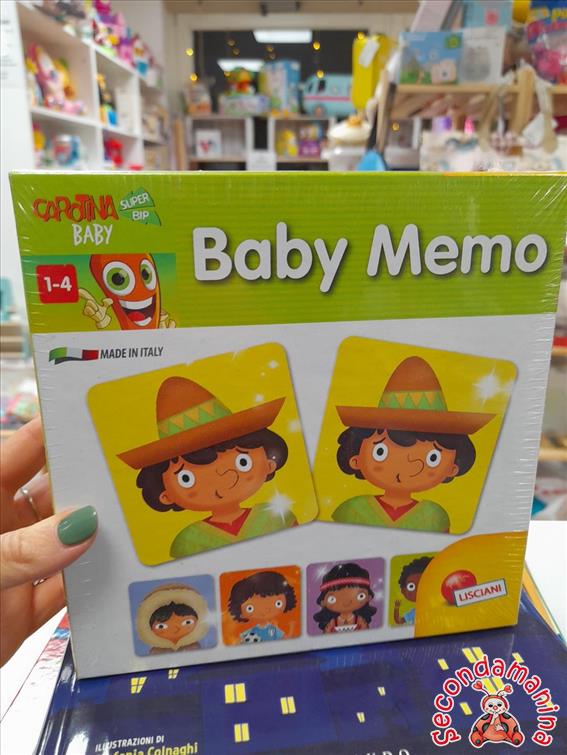 CAROTINA
SUPER
BIP
BABY
Baby Memo
1-4
MADE IN ITALY
LISCIANI
ILLUSTRAZIONI DI
Colnaghi
Secondamanina